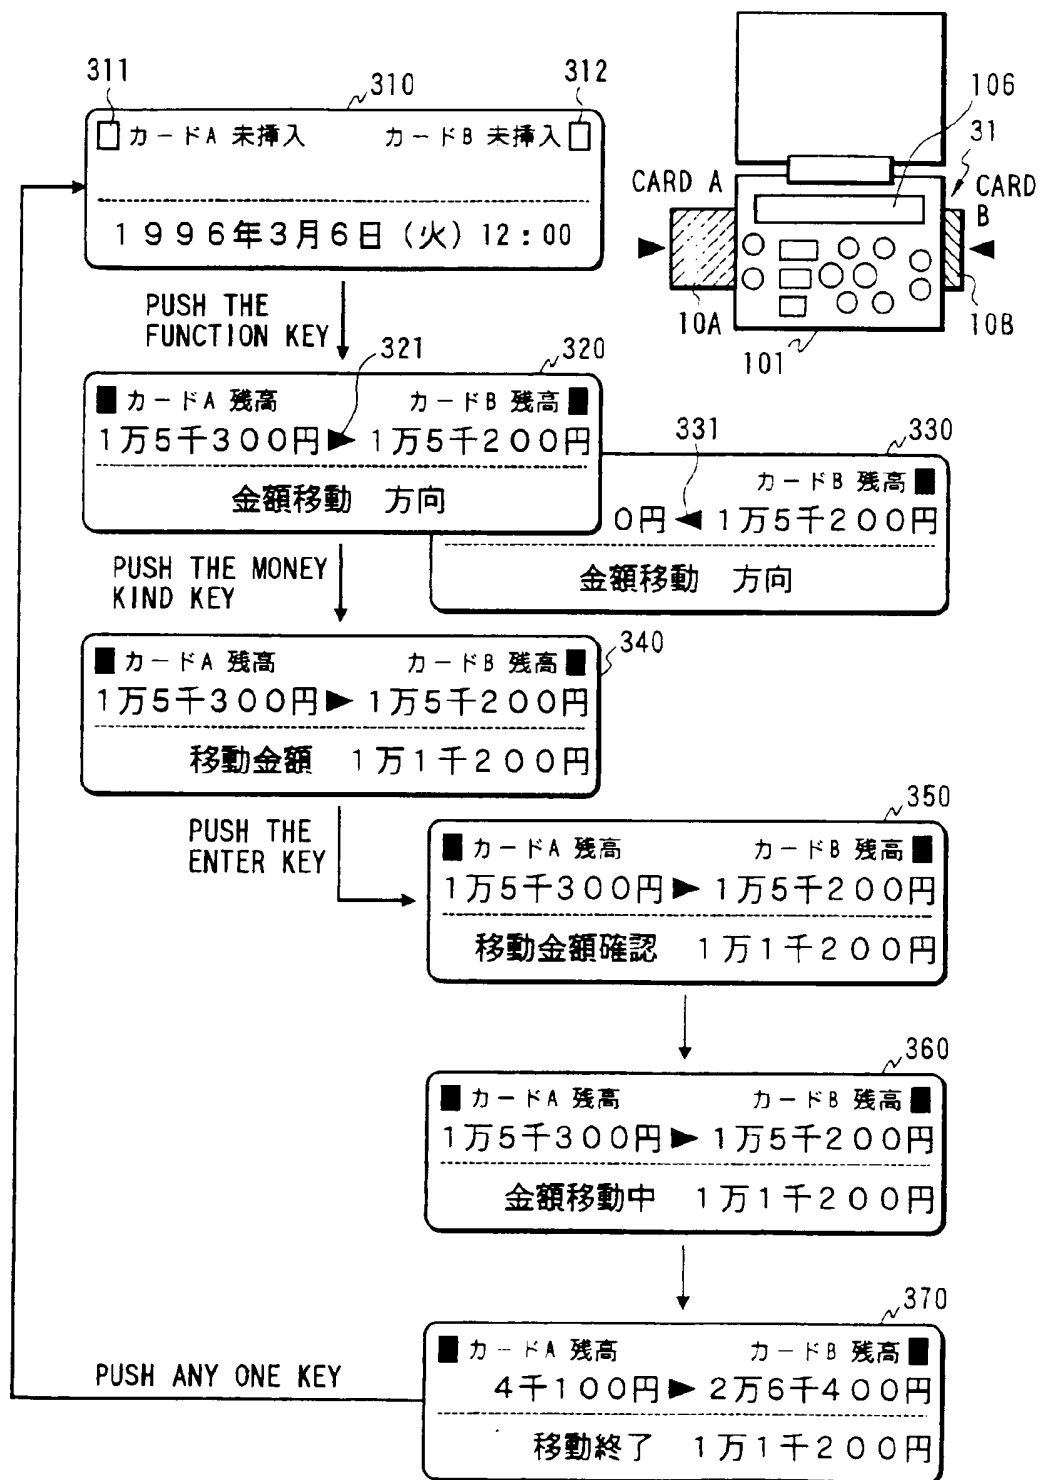 311
310
312
カードA 未挿入 カードB 未挿入
1996年3月6日(火)12:00
106
31
CARD A
CARD B
10A
10B
101
PUSH THE
FUNCTION KEY
321
320
カードA 残高 カードB 残高
1万5千300円▶1万5千200円
金額移動 方向
331
330
カードB 残高
0円◀1万5千200円
金額移動 方向
PUSH THE MONEY
KIND KEY
340
カードA 残高 カードB 残高
1万5千300円▶1万5千200円
移動金額 1万1千200円
PUSH THE
ENTER KEY
350
カードA 残高 カードB 残高
1万5千300円▶1万5千200円
移動金額確認 1万1千200円
360
カードA 残高 カードB 残高
1万5千300円▶1万5千200円
金額移動中 1万1千200円
370
カードA 残高 カードB 残高
4千100円▶2万6千400円
移動終了 1万1千200円
PUSH ANY ONE KEY